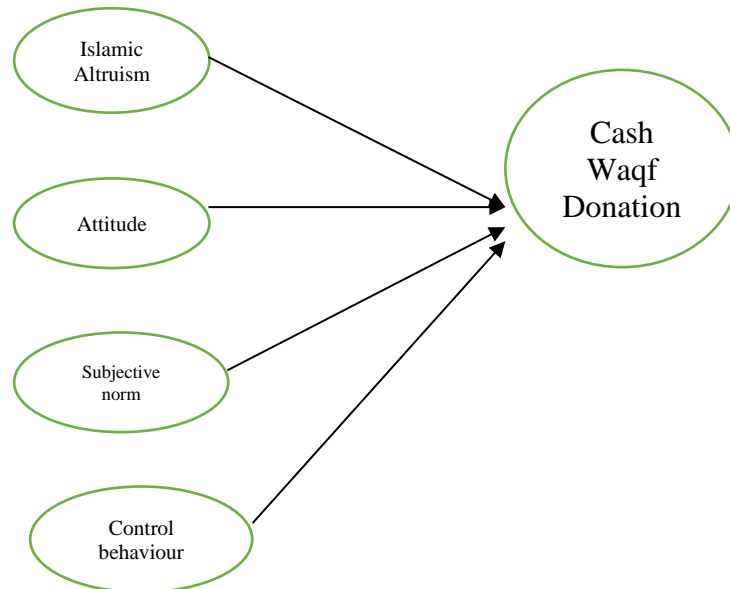 Islamic
Altruism
Cash
Waqf
Donation
Attitude
Subjective
norm
Control
behaviour